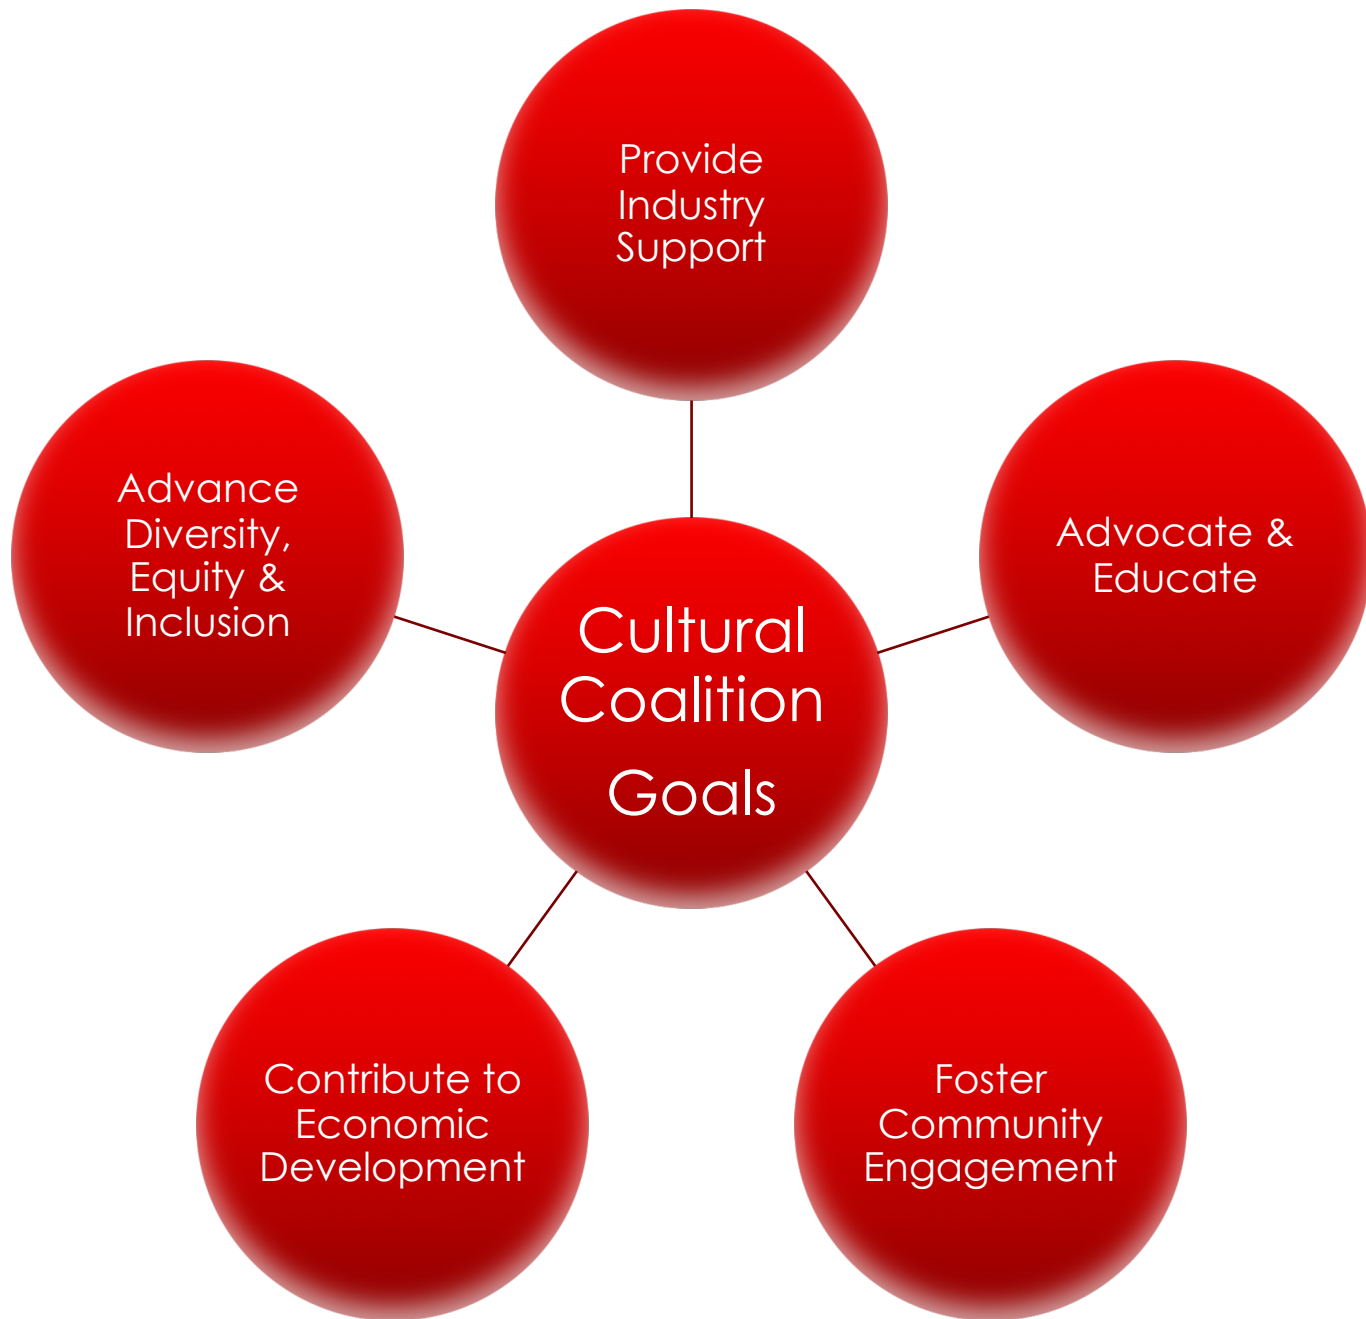 Provide
Industry
Support
Advance
Diversity,
Equity &
Inclusion
Advocate &
Educate
Cultural
Coalition
Goals
Contribute to
Economic
Development
Foster
Community
Engagement